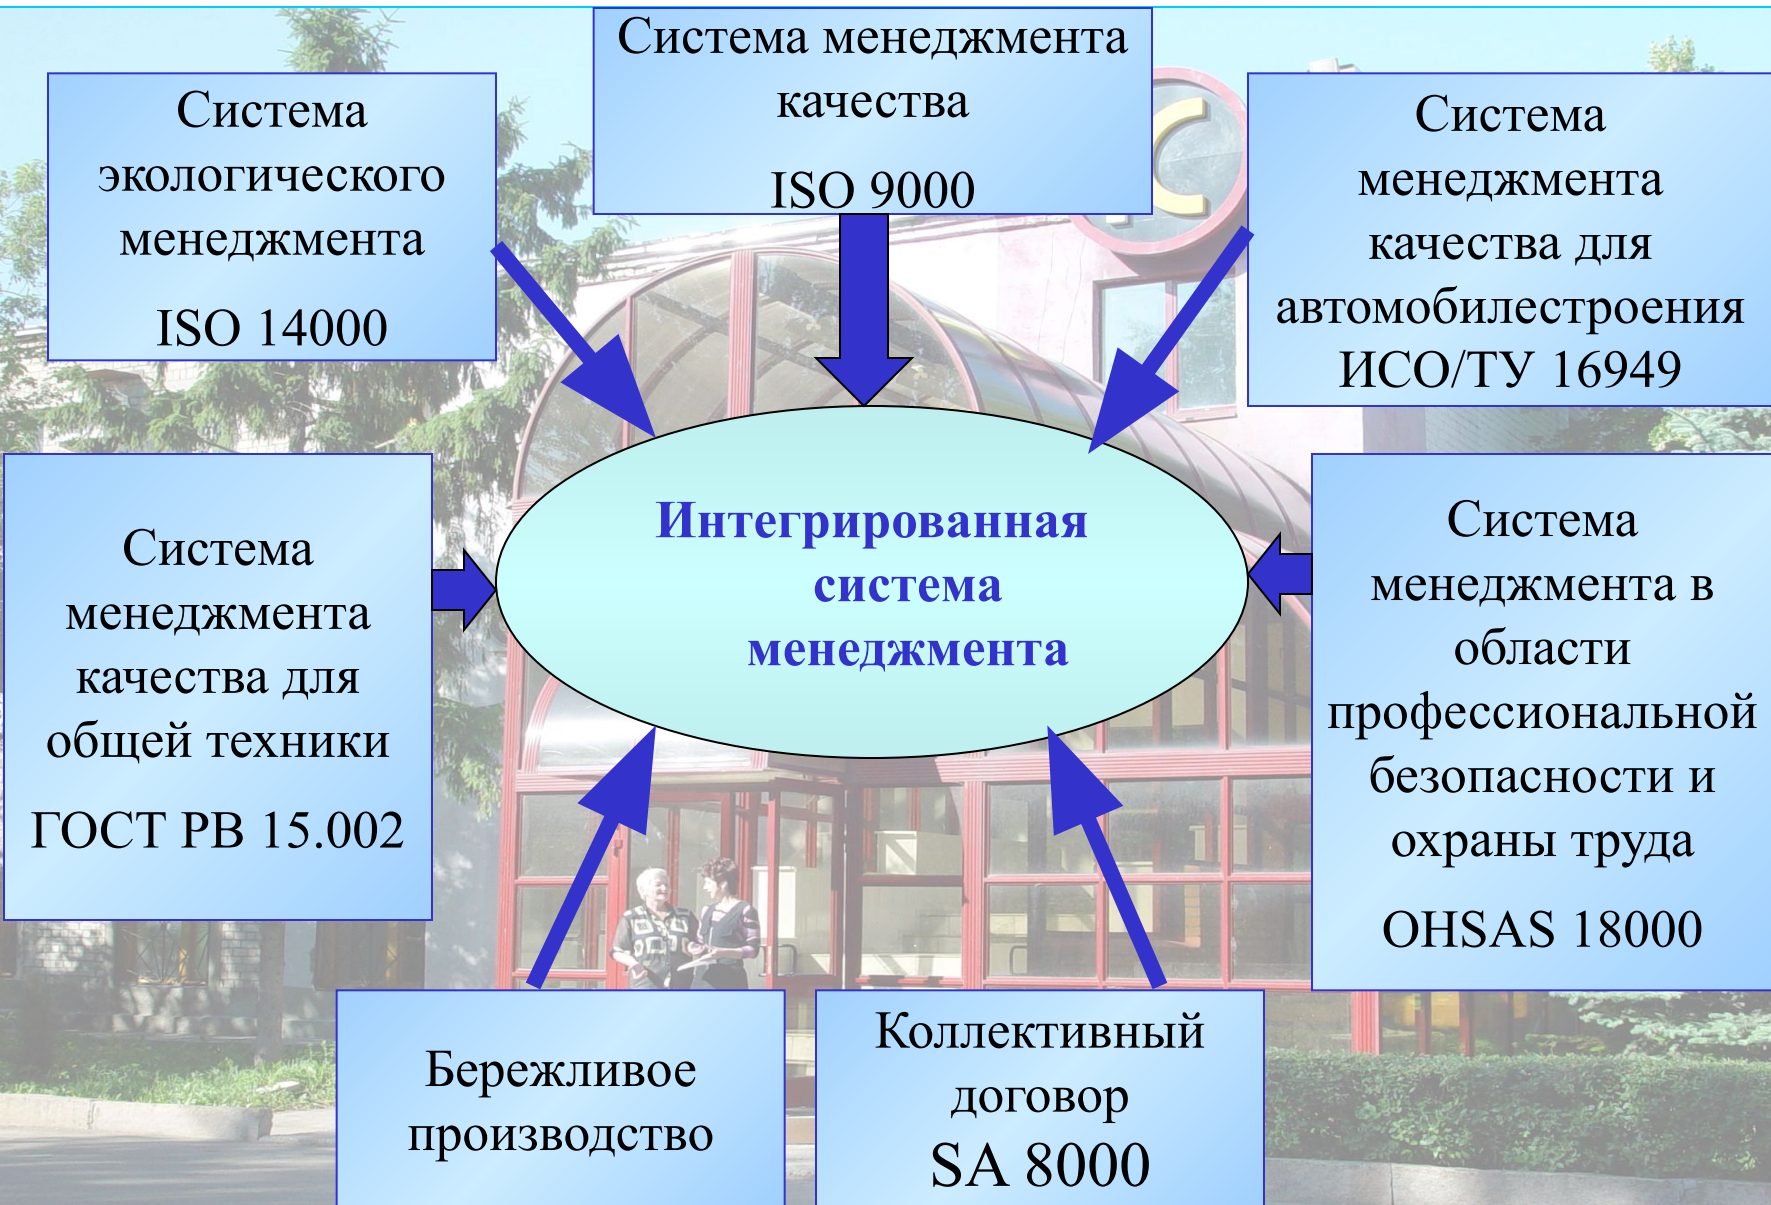 Система менеджмента
качества
ISO 9000
Система
экологического
менеджмента
ISO 14000
Система
менеджмента
качества для
автомобилестроения
ИСО/ТУ 16949
Интегрированная
система
менеджмента
Система
менеджмента
качества для
общей техники
ГОСТ РВ 15.002
Система
менеджмента в
области
профессиональной
безопасности и
охраны труда
OHSAS 18000
Бережливое
производство
Коллективный
договор
SA 8000